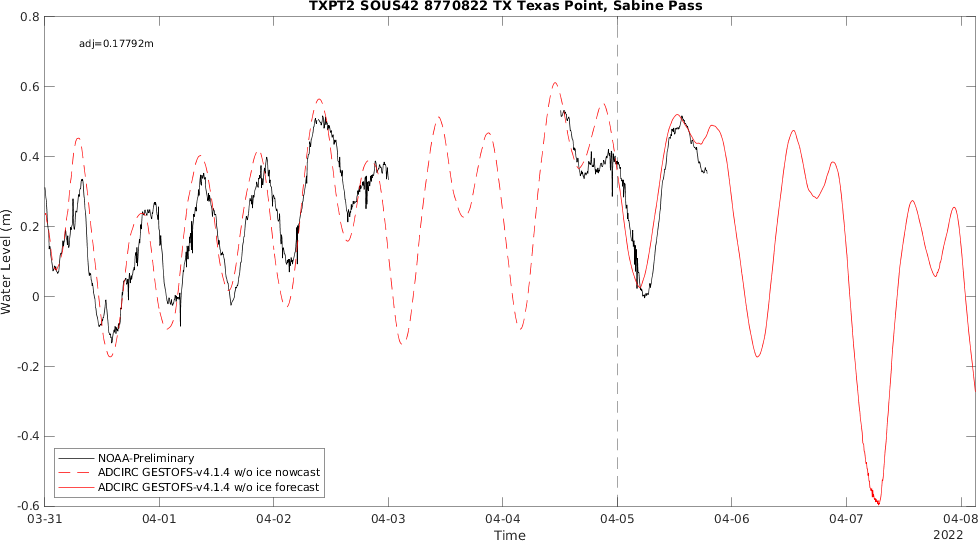 TXPT2 SOUS42 8770822 TX Texas Point, Sabine Pass
0.8
adj=0.17792m
0.6
0.4
0.2
0
-0.2
-0.4
-0.6
Water Level (m)
NOAA-Preliminary
ADCIRC GESTOFS-v4.1.4 w/o ice nowcast
ADCIRC GESTOFS-v4.1.4 w/o ice forecast
03-31 04-01 04-02 04-03 04-04 04-05 04-06 04-07 04-08
Time
2022